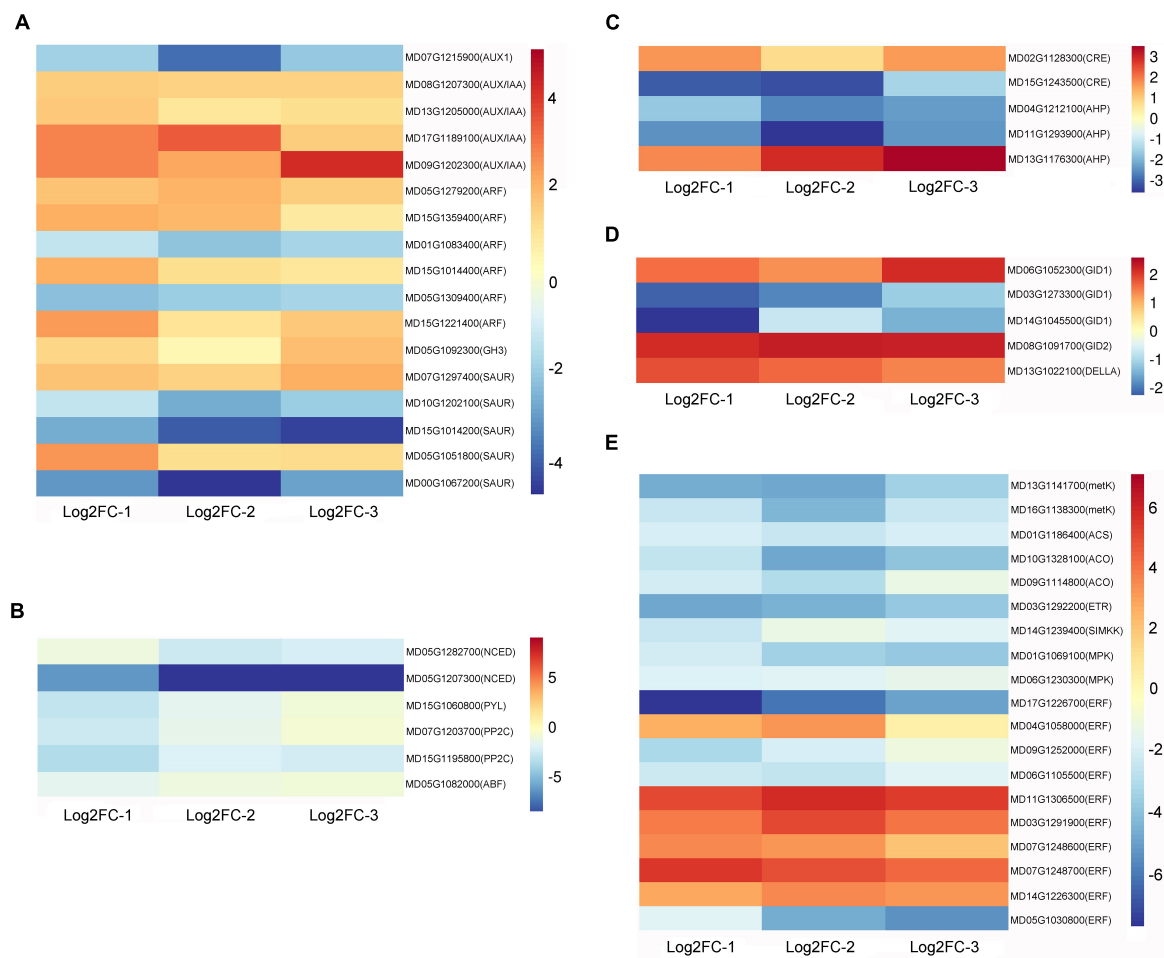 A
MD07G1215900(AUX1)
MD08G1207300(AUX/IAA)
MD13G1205000(AUX/IAA)
MD17G1189100(AUX/IAA)
MD09G1202300(AUX/IAA)
MD05G1279200(ARF)
MD15G1359400(ARF)
MD01G1083400(ARF)
MD15G1014400(ARF)
MD05G1309400(ARF)
MD15G1221400(ARF)
MD05G1092300(GH3)
MD07G1297400(SAUR)
MD10G1202100(SAUR)
MD15G1014200(SAUR)
MD05G1051800(SAUR)
MD00G1067200(SAUR)
4
2
0
-2
-4
Log2FC-1 Log2FC-2 Log2FC-3
B
MD05G1282700(NCED)
MD05G1207300(NCED)
MD15G1060800(PYL)
MD07G1203700(PP2C)
MD15G1195800(PP2C)
MD05G1082000(ABF)
5
0
-5
Log2FC-1 Log2FC-2 Log2FC-3
C
MD02G1128300(CRE)
MD15G1243500(CRE)
MD04G1212100(AHP)
MD11G1293900(AHP)
MD13G1176300(AHP)
3
2
1
0
-1
-2
-3
Log2FC-1 Log2FC-2 Log2FC-3
D
MD06G1052300(GID1)
MD03G1273300(GID1)
MD14G1045500(GID1)
MD08G1091700(GID2)
MD13G1022100(DELLA)
2
1
0
-1
-2
Log2FC-1 Log2FC-2 Log2FC-3
E
MD13G1141700(metK)
MD16G1138300(metK)
MD01G1186400(ACS)
MD10G1328100(ACO)
MD09G1114800(ACO)
MD03G1292200(ETR)
MD14G1239400(SIMKK)
MD01G1069100(MPK)
MD06G1230300(MPK)
MD17G1226700(ERF)
MD04G1058000(ERF)
MD09G1252000(ERF)
MD06G1105500(ERF)
MD11G1306500(ERF)
MD03G1291900(ERF)
MD07G1248600(ERF)
MD07G1248700(ERF)
MD14G1226300(ERF)
MD05G1030800(ERF)
6
4
2
0
-2
-4
-6
Log2FC-1 Log2FC-2 Log2FC-3